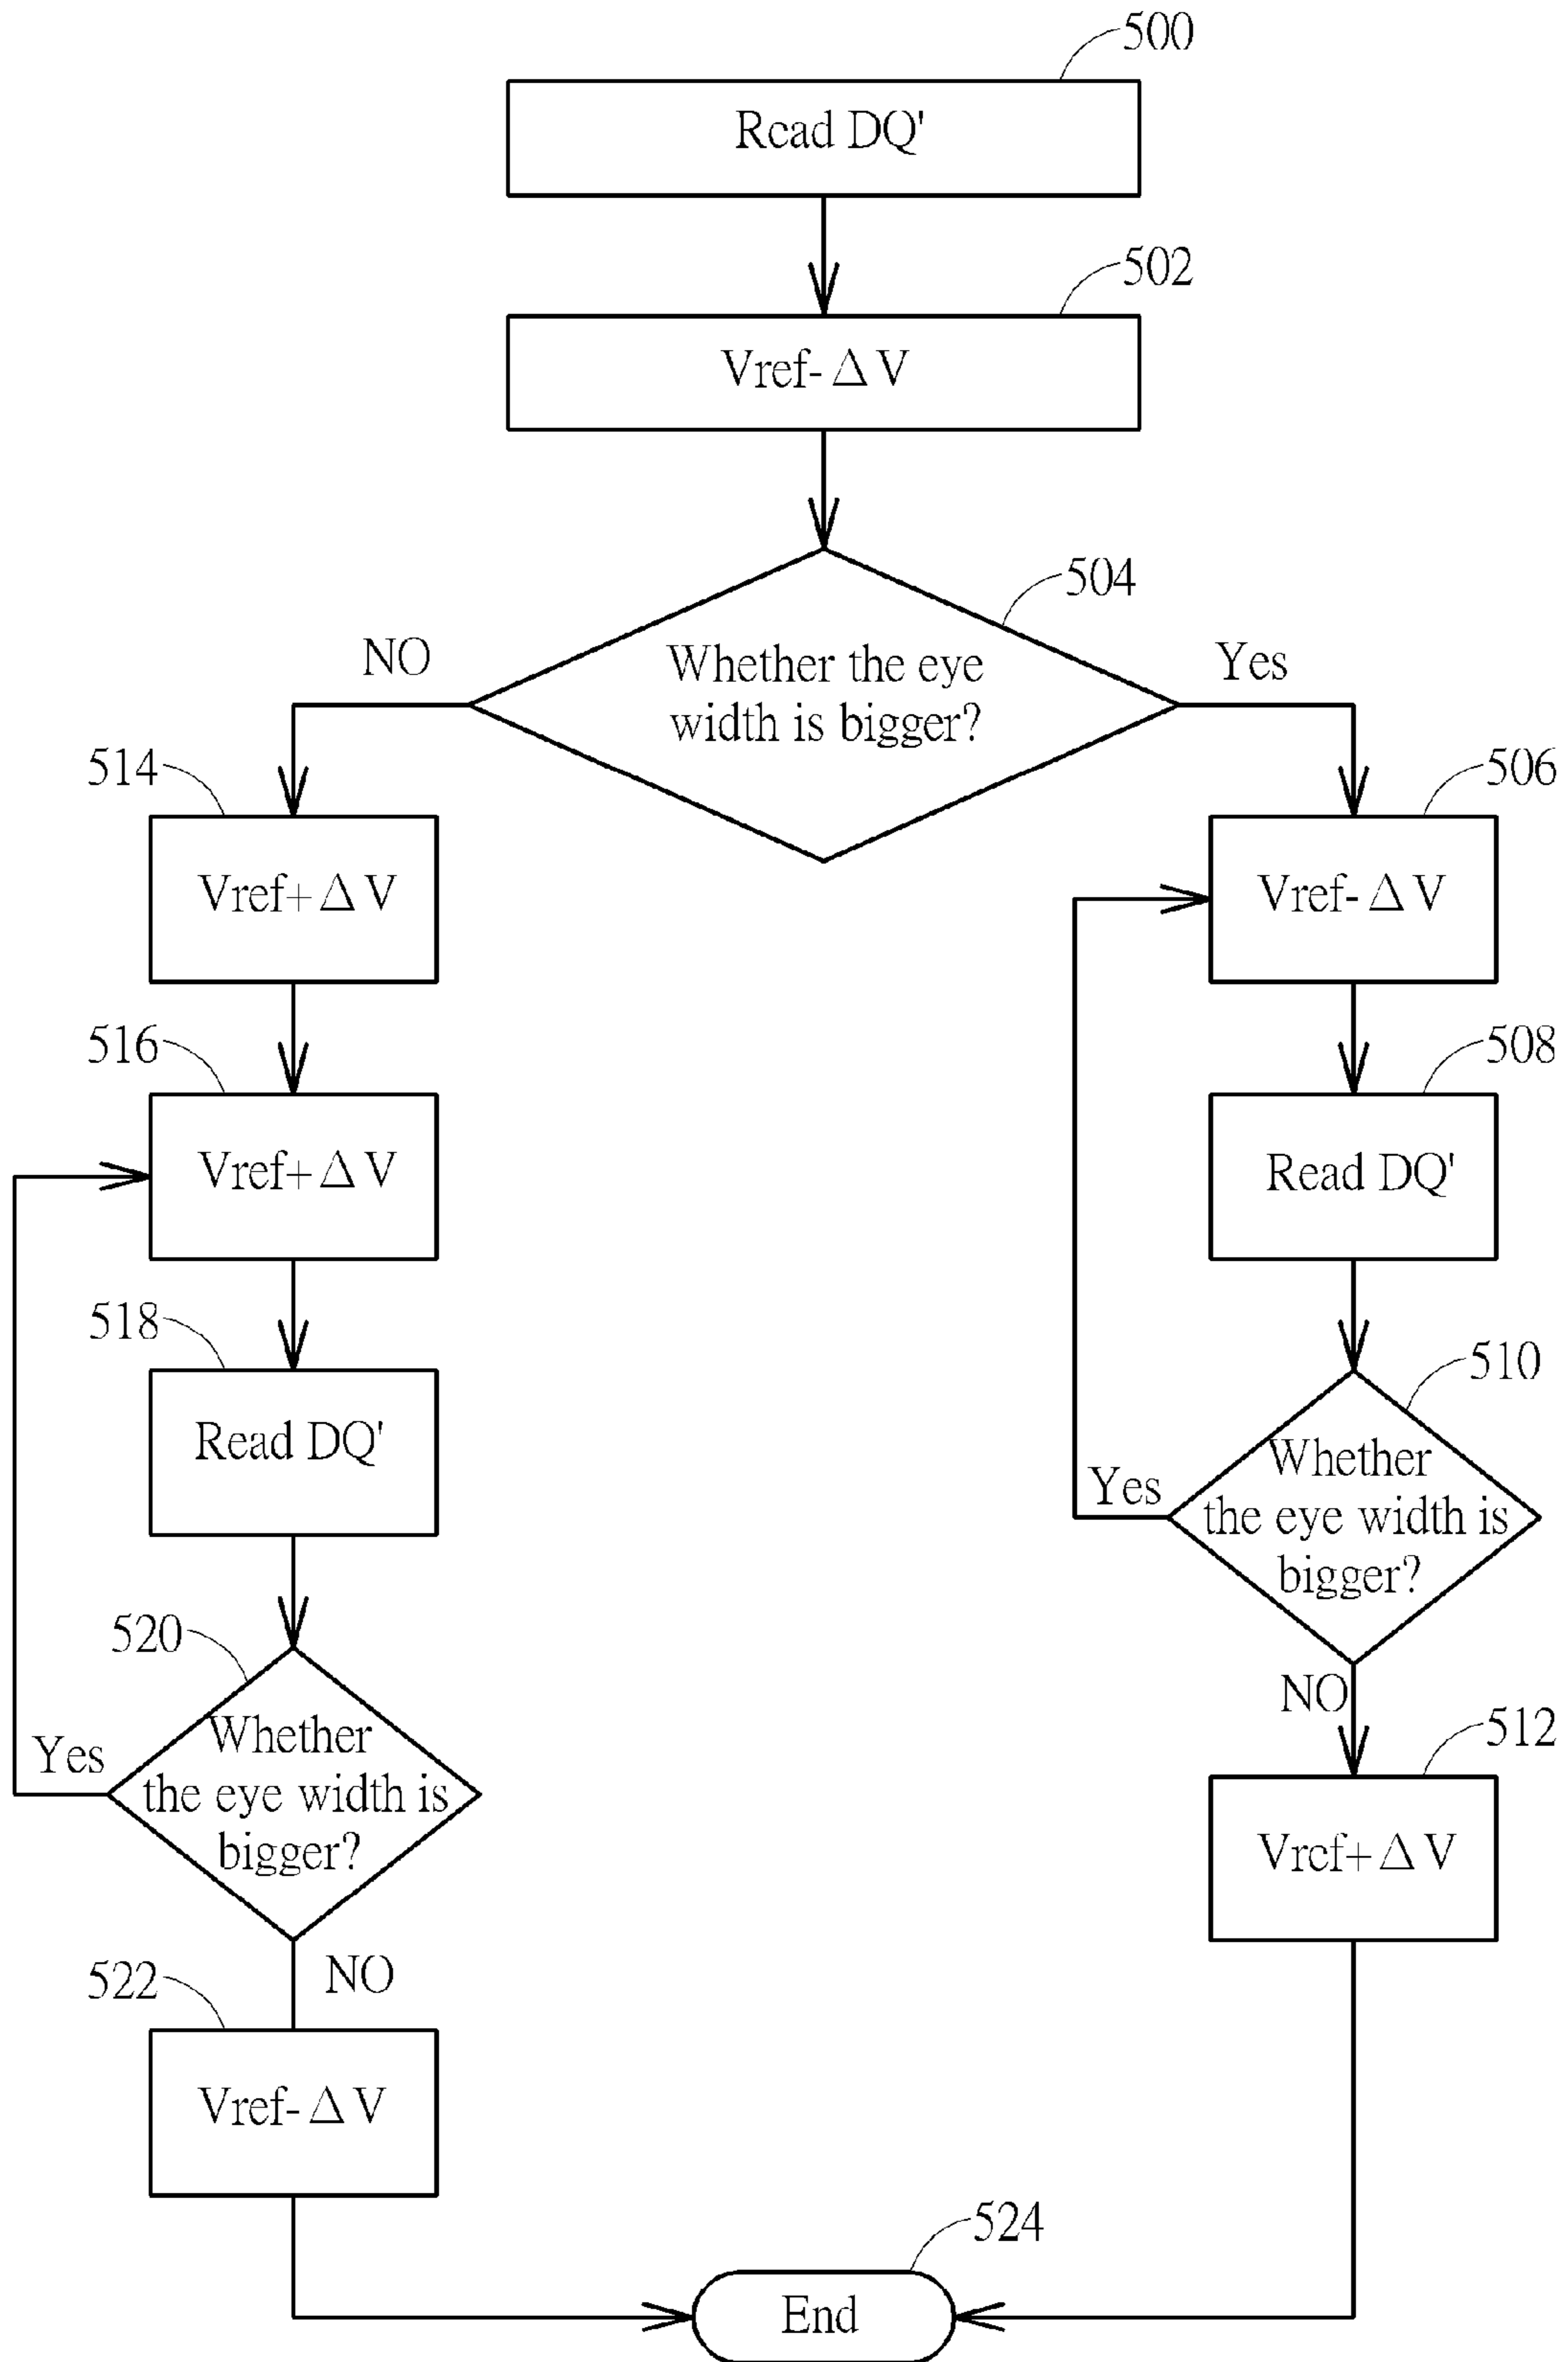 500
Read DQ'
502
Vref-ΔV
504
Whether the eye
width is bigger?
NO
Yes
514
Vref+ΔV
516
Vref+ΔV
518
Read DQ'
520
Whether
the eye width is
bigger?
Yes
NO
522
Vref-ΔV
506
Vref-ΔV
508
Read DQ'
510
Whether
the eye width is
bigger?
Yes
NO
512
Vref+ΔV
524
End